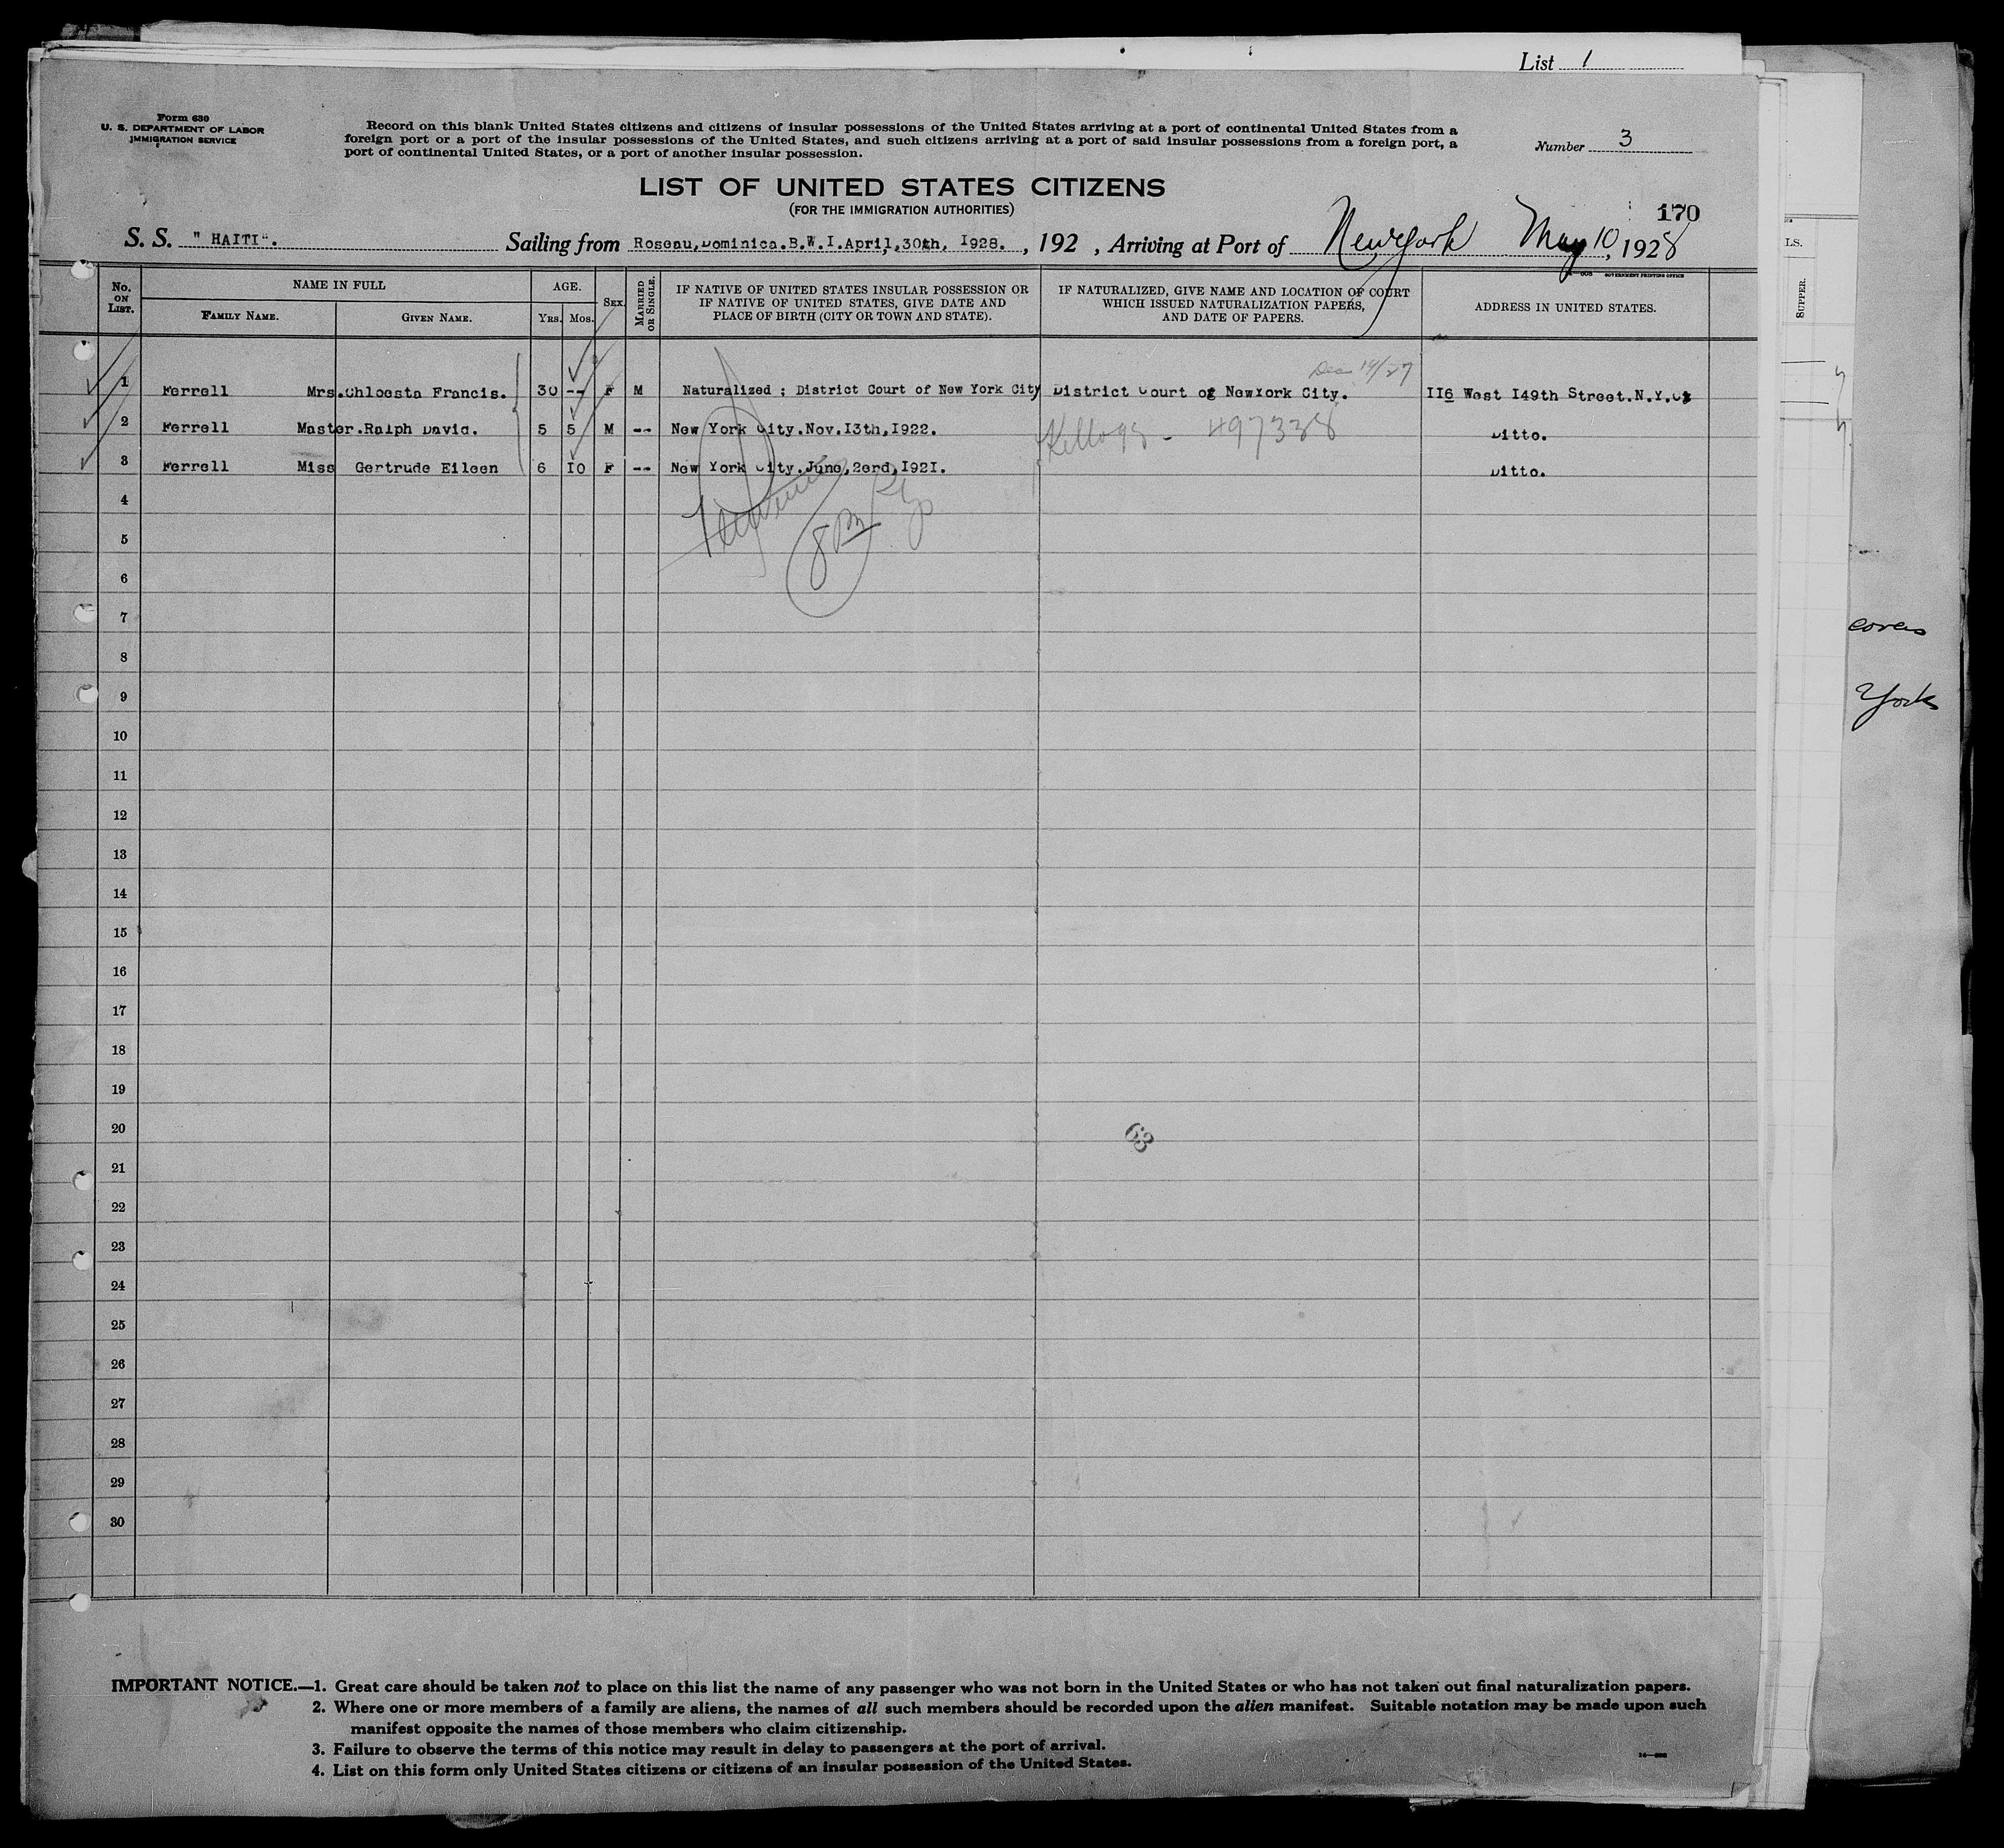 List 1
Form 630
U. S. DEPARTMENT OF LABOR
IMMIGRATION SERVICE
Record on this blank United States citizens and citizens of insular possessions of the United States arriving at a port of continental United States from a
foreign port or a port of the insular possessions of the United States, and such citizens arriving at a port of said insular possessions from a foreign port, a
port of continental United States, or a port of another insular possession.
Number 3
LIST OF UNITED STATES CITIZENS
(FOR THE IMMIGRATION AUTHORITIES)
170
S. S. " HAITI". Sailing from Roseau,Dominica.B.W.I.April,30th, I928. , 192 , Arriving at Port of New York May 10, 1928
GOVERNMENT PRINTING OFFICE
LS.
No. ON LIST.
NAME IN FULL
FAMILY NAME.
GIVEN NAME.
AGE.
YRS. MOS.
SEX.
MARRIED OR SINGLE.
IF NATIVE OF UNITED STATES INSULAR POSSESSION OR
IF NATIVE OF UNITED STATES, GIVE DATE AND
PLACE OF BIRTH (CITY OR TOWN AND STATE).
IF NATURALIZED, GIVE NAME AND LOCATION OF COURT
WHICH ISSUED NATURALIZATION PAPERS,
AND DATE OF PAPERS.
ADDRESS IN UNITED STATES.
SUPPER.
Dec 19/27
1 Ferrell Mrs.Chloesta Francis. 30 -- F M Naturalized ; District Court of New York City District Court of NewYork City. II6 West I49th Street.N.Y.C
2 Ferrell Master.Ralph David. 5 5 M -- New York City.Nov.I3th,I922. Kellogg - 497338 Ditto.
3 Ferrell Miss Gertrude Eileen 6 IO F -- New York City.June,2erd,I92I. Ditto.
4
5
8
6
7
eores
8
9
York
10
11
12
13
14
15
16
17
18
19
20
63
21
22
23
24
25
26
27
28
29
30
IMPORTANT NOTICE.—1. Great care should be taken not to place on this list the name of any passenger who was not born in the United States or who has not taken out final naturalization papers.
2. Where one or more members of a family are aliens, the names of all such members should be recorded upon the alien manifest. Suitable notation may be made upon such
manifest opposite the names of those members who claim citizenship.
3. Failure to observe the terms of this notice may result in delay to passengers at the port of arrival.
4. List on this form only United States citizens or citizens of an insular possession of the United States.